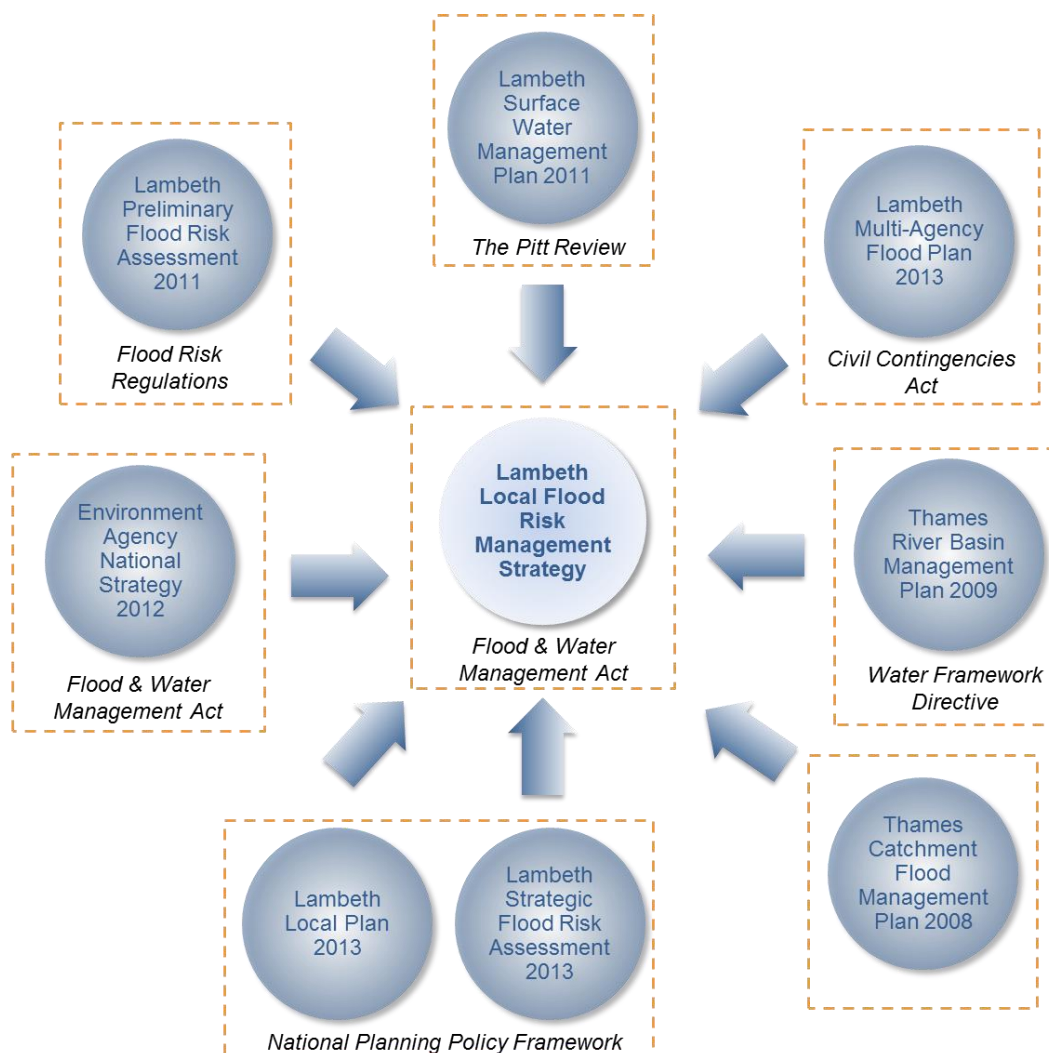 Lambeth
Surface
Water
Management
Plan 2011
The Pitt Review
Lambeth
Preliminary
Flood Risk
Assessment
2011
Flood Risk
Regulations
Lambeth
Multi-Agency
Flood Plan
2013
Civil Contingencies
Act
Environment
Agency
National
Strategy
2012
Flood & Water
Management Act
Lambeth
Local Flood
Risk
Management
Strategy
Flood & Water
Management Act
Thames
River Basin
Management
Plan 2009
Water Framework
Directive
Lambeth
Local Plan
2013
Lambeth
Strategic
Flood Risk
Assessment
2013
National Planning Policy Framework
Thames
Catchment
Flood
Management
Plan 2008